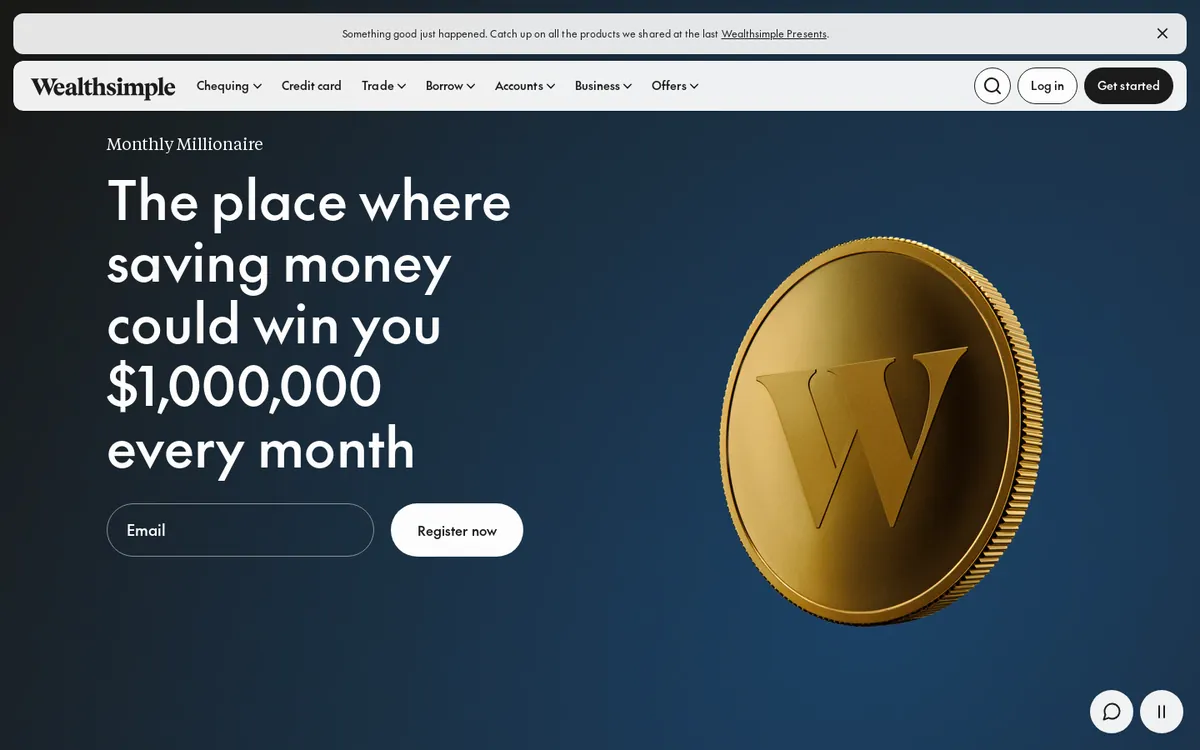 Something good just happened. Catch up on all the products we shared at the last Wealthsimple Presents.
Wealthsimple Chequing Credit card Trade Borrow Accounts Business Offers Log in Get started
Monthly Millionaire
The place where
saving money
could win you
$1,000,000
every month
Email Register now
W